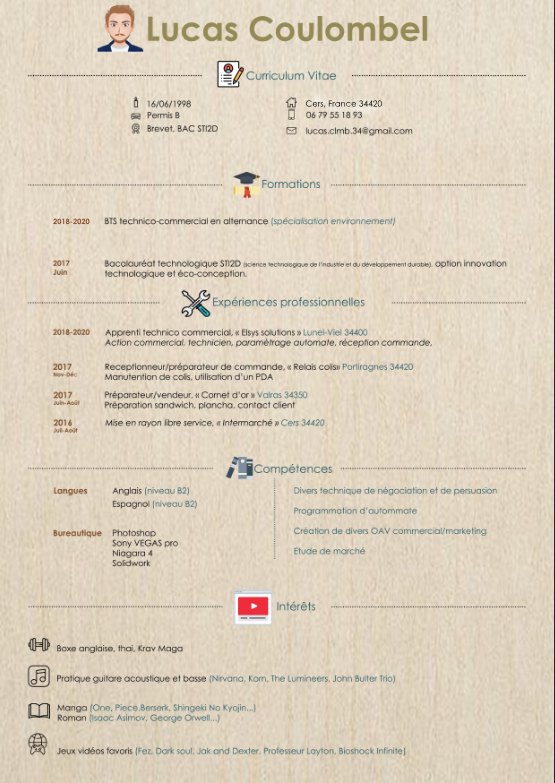 Lucas Coulombel
Curriculum Vitae
16/06/1998
Permis B
Brevet, BAC STI2D
Cers, France 34420
06 79 55 18 93
lucas.clmb.34@gmail.com
Formations
2018-2020 BTS technico-commercial en alternance (spécialisation environnement)
2017 Bacalauréat technologique STI2D (science technologique de l'industrie et du développement durable), option innovation
Juin technologique et éco-conception.
Expériences professionnelles
2018-2020 Apprenti technico commercial, « Elsys solutions » Lunel-Viel 34400
Action commercial, technicien, paramétrage automate, réception commande,
2017 Receptionneur/préparateur de commande, « Relais colis» Portiragnes 34420
Nov-Déc Manutention de colis, utilisation d'un PDA
2017 Préparateur/vendeur, « Cornet d'or » Valras 34350
Juin-Août Préparation sandwich, plancha, contact client
2016 Mise en rayon libre service, « Intermarché » Cers 34420
Juil-Août
Compétences
Langues Anglais (niveau B2)
Espagnol (niveau B2)
Bureautique Photoshop
Sony VEGAS pro
Niagara 4
Solidwork
Divers technique de négociation et de persuasion
Programmation d'autommate
Création de divers OAV commercial/marketing
Etude de marché
Intérêts
Boxe anglaise, thaï, Krav Maga
Pratique guitare acoustique et basse (Nirvana, Korn, The Lumineers, John Butler Trio)
Manga (One, Piece,Berserk, Shingeki No Kyojin...)
Roman (Isaac Asimov, George Orwell...)
Jeux vidéos favoris (Fez, Dark soul, Jak and Dexter, Professeur Layton, Bioshock Infinite)